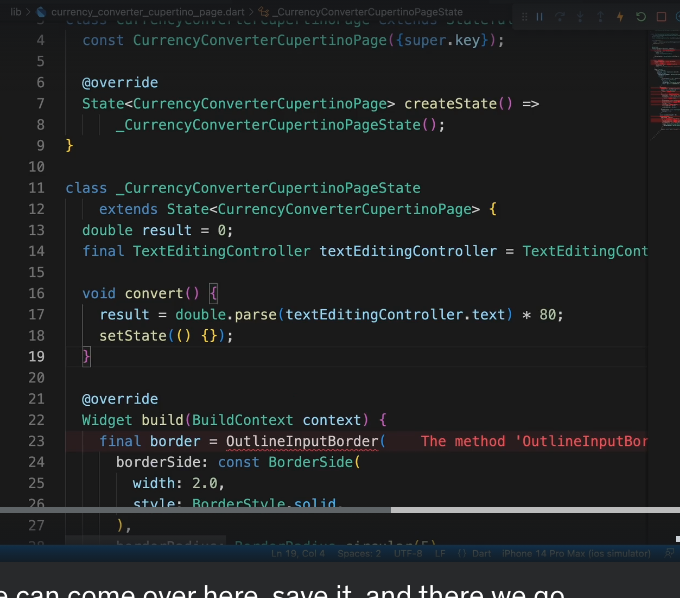 lib > currency_converter_cupertino_page.dart > _CurrencyConverterCupertinoPageState
class CurrencyConverterCupertinoPage extends Stateful
4 const CurrencyConverterCupertinoPage({super.key});
5
6 @override
7 State<CurrencyConverterCupertinoPage> createState() =>
8 _CurrencyConverterCupertinoPageState();
9 }
10
11 class _CurrencyConverterCupertinoPageState
12 extends State<CurrencyConverterCupertinoPage> {
13 double result = 0;
14 final TextEditingController textEditingController = TextEditingCont
15
16 void convert() {
17 result = double.parse(textEditingController.text) * 80;
18 setState(() {});
19 }
20
21 @override
22 Widget build(BuildContext context) {
23 final border = OutlineInputBorder( The method 'OutlineInputBor
24 borderSide: const BorderSide(
25 width: 2.0,
26 style: BorderStyle.solid,
27 ),
28 borderRadius: BorderRadius.circular(5),
Ln 19, Col 4 Spaces: 2 UTF-8 LF {} Dart iPhone 14 Pro Max (ios simulator)
e can come over here, save it, and there we go